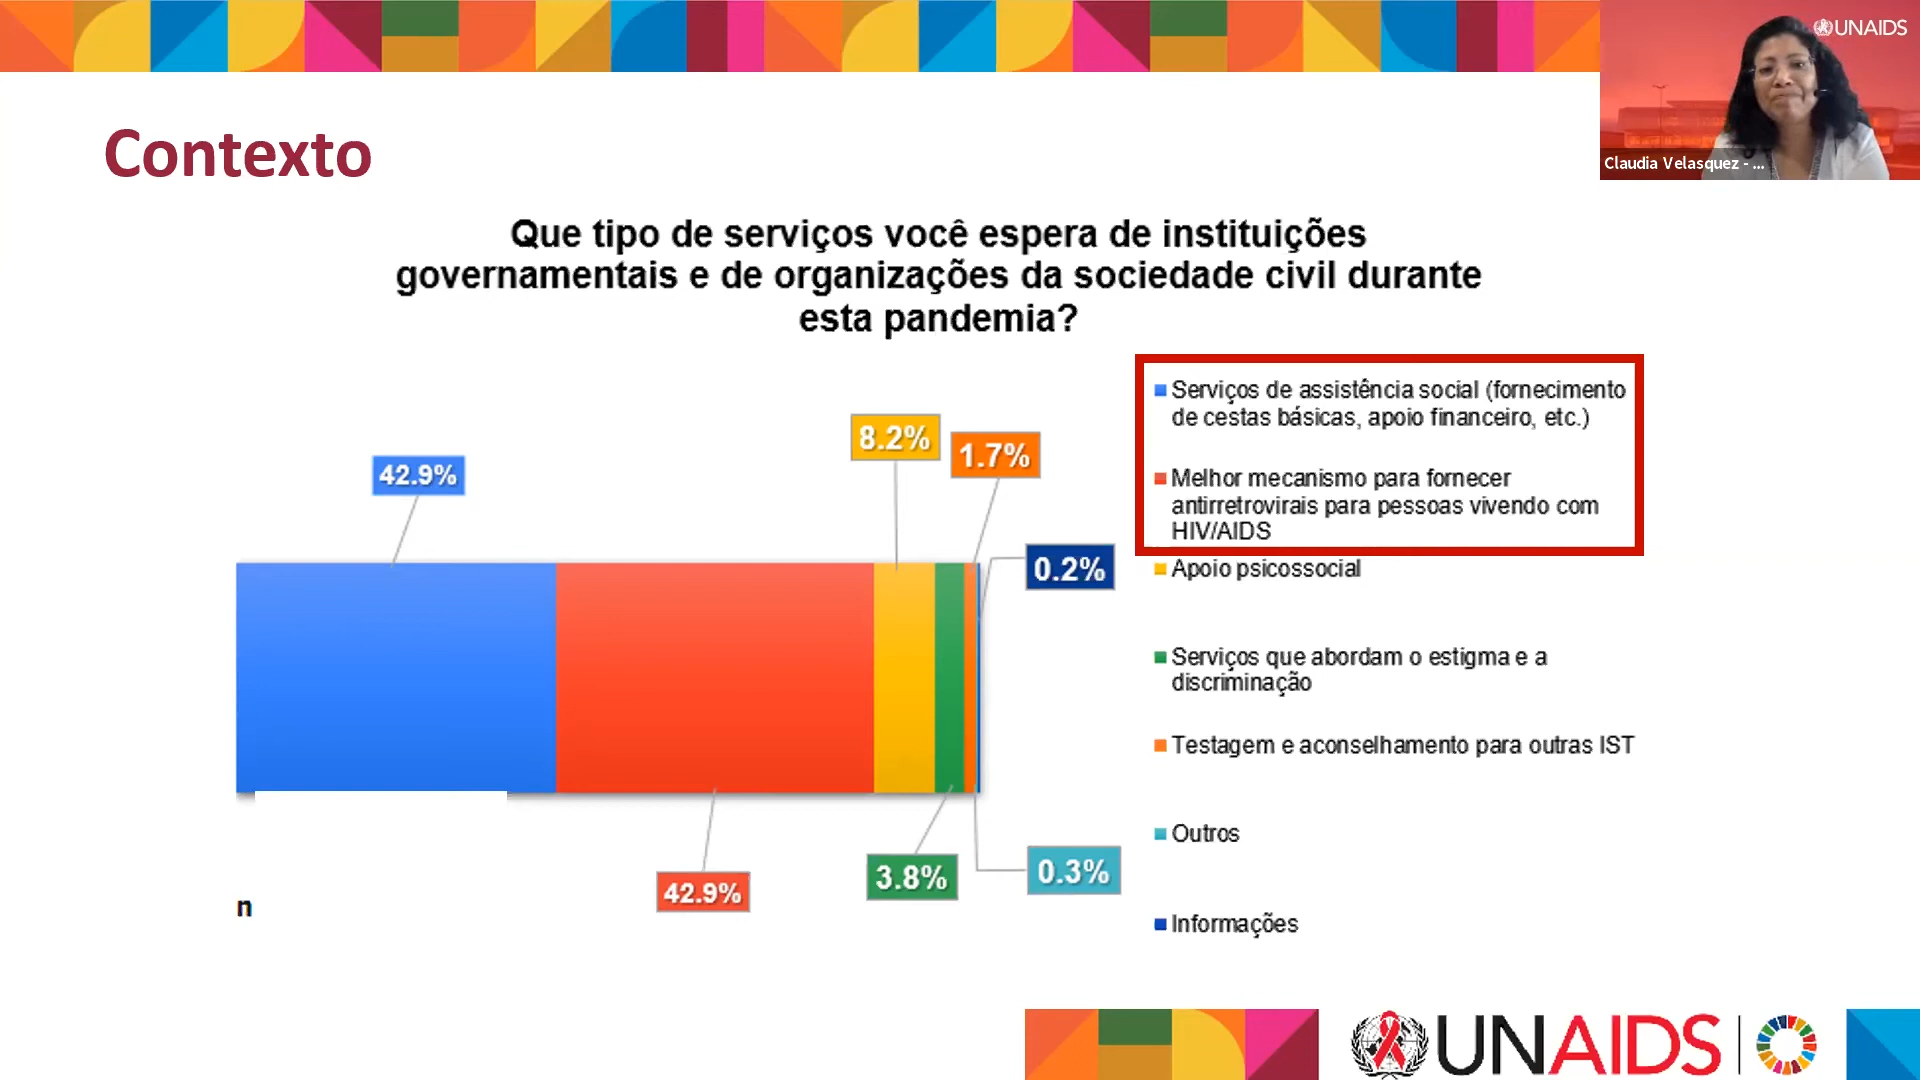 UNAIDS
Claudia Velasquez - ...
Contexto
Que tipo de serviços você espera de instituições
governamentais e de organizações da sociedade civil durante
esta pandemia?
42.9%
8.2%
1.7%
0.2%
42.9%
3.8%
0.3%
n
Serviços de assistência social (fornecimento
de cestas básicas, apoio financeiro, etc.)
Melhor mecanismo para fornecer
antirretrovirais para pessoas vivendo com
HIV/AIDS
Apoio psicossocial
Serviços que abordam o estigma e a
discriminação
Testagem e aconselhamento para outras IST
Outros
Informações
UNAIDS